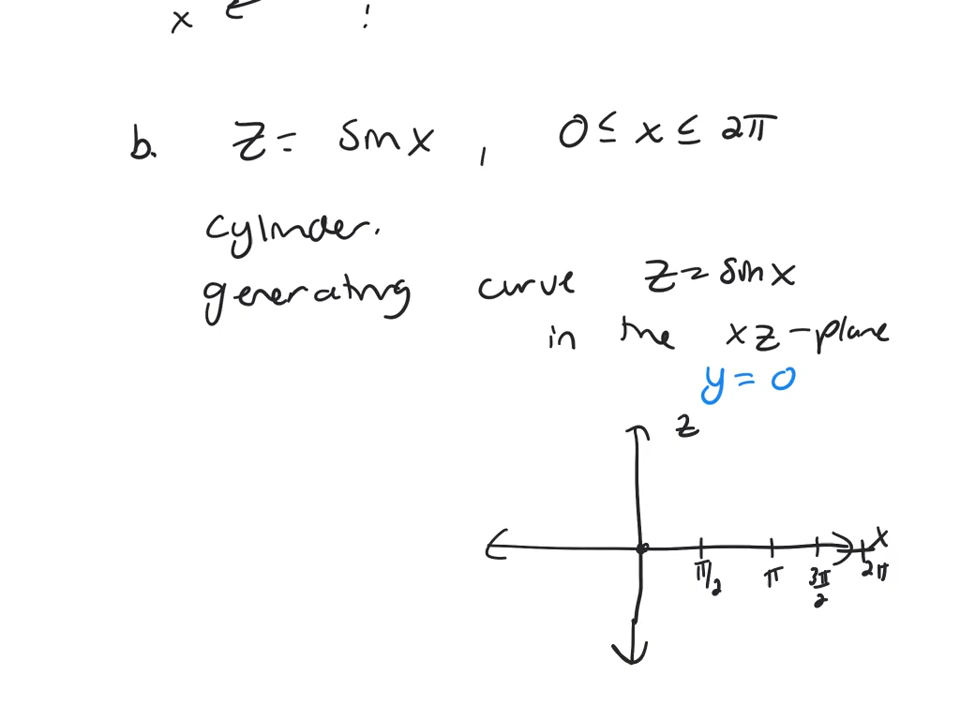 x !
b. z = sin x , 0 ≤ x ≤ 2π
cylinder.
generating curve z = sin x
in the xz-plane
y = 0
z
x
π/2 π 3π/2 2π